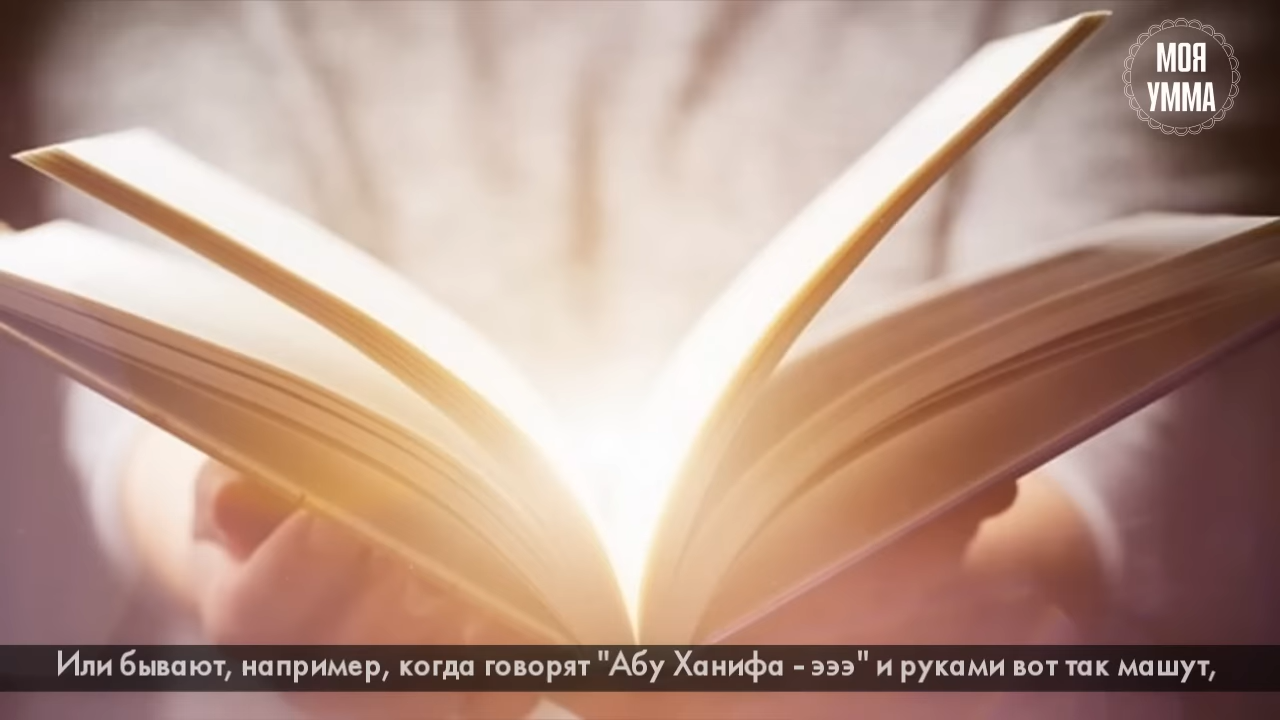 МОЯ
УММА
Или бывают, например, когда говорят "Абу Ханифа - эээ" и руками вот так машут,